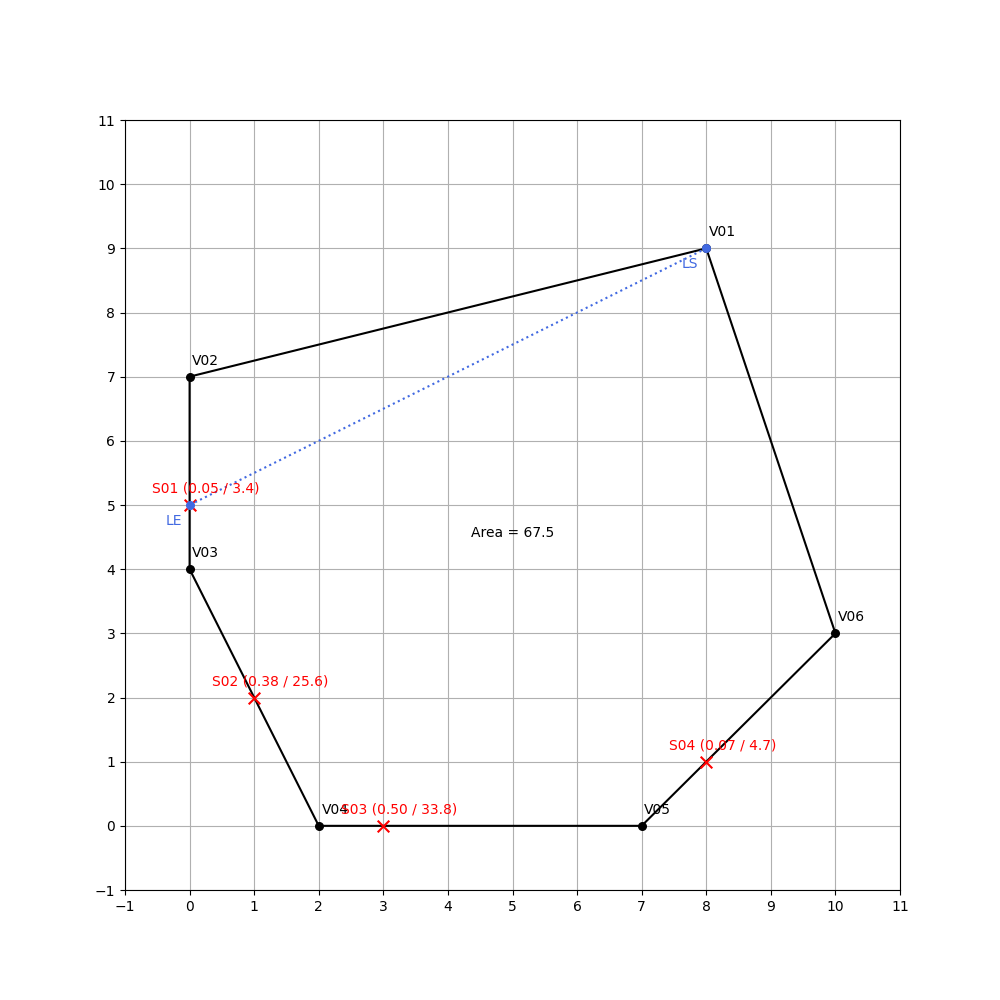 11
10
9
8
7
6
5
4
3
2
1
0
−1
V01
LS
V02
S01 (0.05 / 3.4)
LE
Area = 67.5
V03
V06
S02 (0.38 / 25.6)
S04 (0.07 / 4.7)
V04
S03 (0.50 / 33.8)
V05
−1 0 1 2 3 4 5 6 7 8 9 10 11